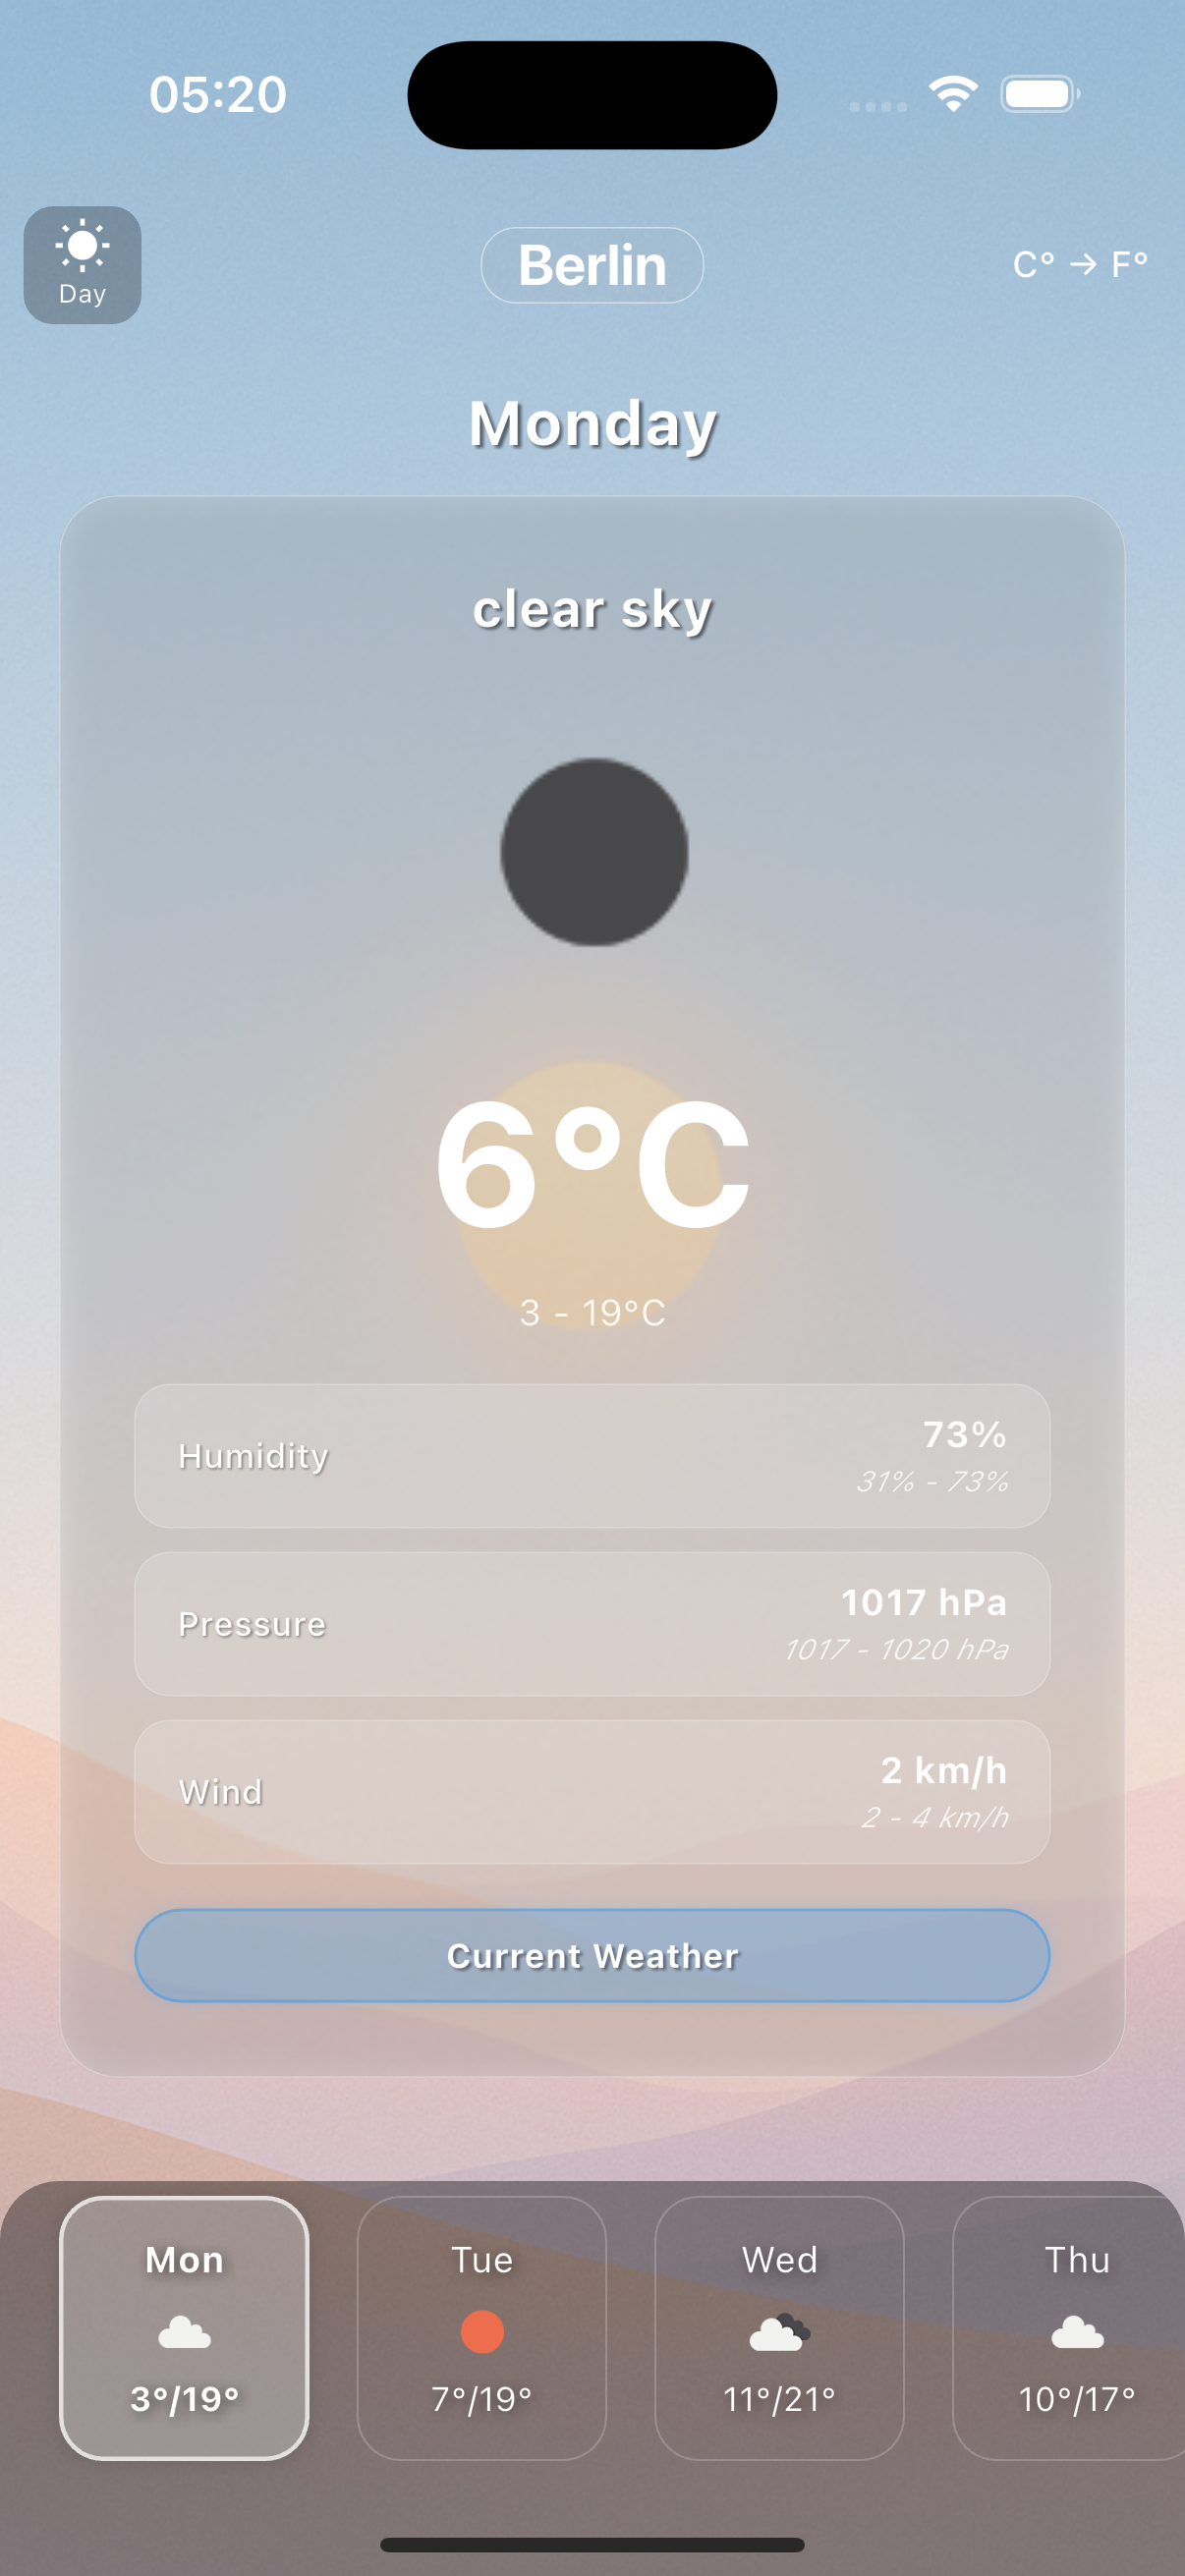 05:20
Day
Berlin
C° → F°
Monday
clear sky
6°C
3 - 19°C
Humidity
73%
31% - 73%
Pressure
1017 hPa
1017 - 1020 hPa
Wind
2 km/h
2 - 4 km/h
Current Weather
Mon
3°/19°
Tue
7°/19°
Wed
11°/21°
Thu
10°/17°